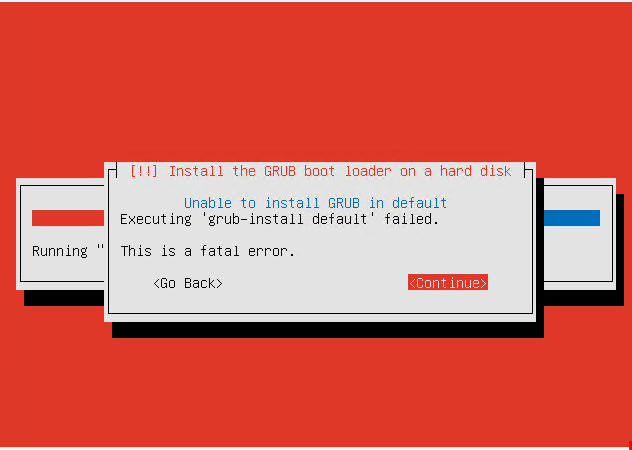 [!!] Install the GRUB boot loader on a hard disk
Unable to install GRUB in default
Executing 'grub-install default' failed.
Running "
This is a fatal error.
<Go Back>
<Continue>